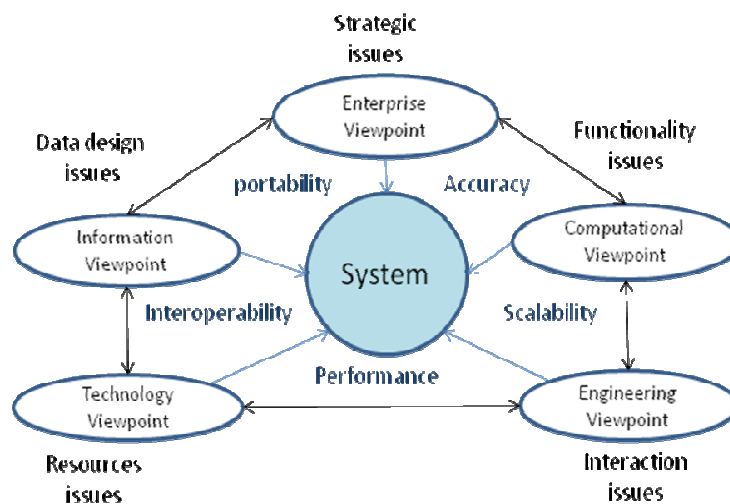 Strategic
issues
Enterprise
Viewpoint
Data design
issues
Functionality
issues
portability
Accuracy
Information
Viewpoint
System
Computational
Viewpoint
Interoperability
Scalability
Performance
Technology
Viewpoint
Engineering
Viewpoint
Resources
issues
Interaction
issues